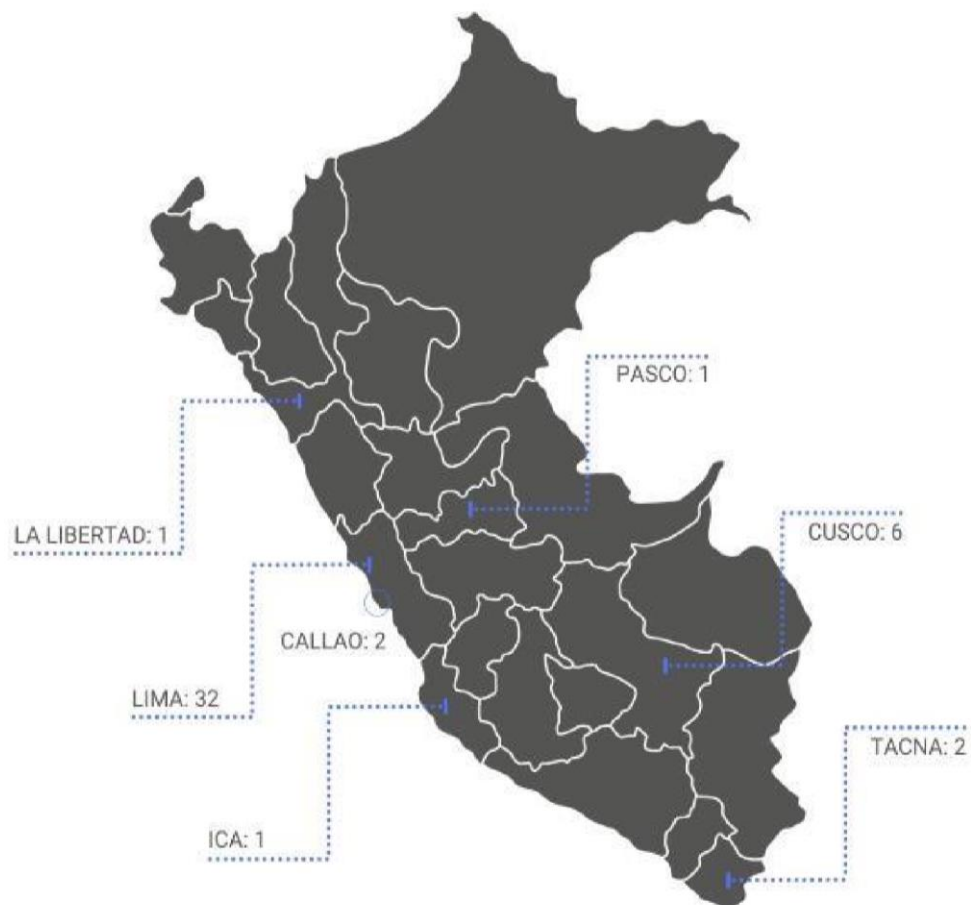 PASCO: 1
LA LIBERTAD: 1
CUSCO: 6
CALLAO: 2
LIMA: 32
TACNA: 2
ICA: 1